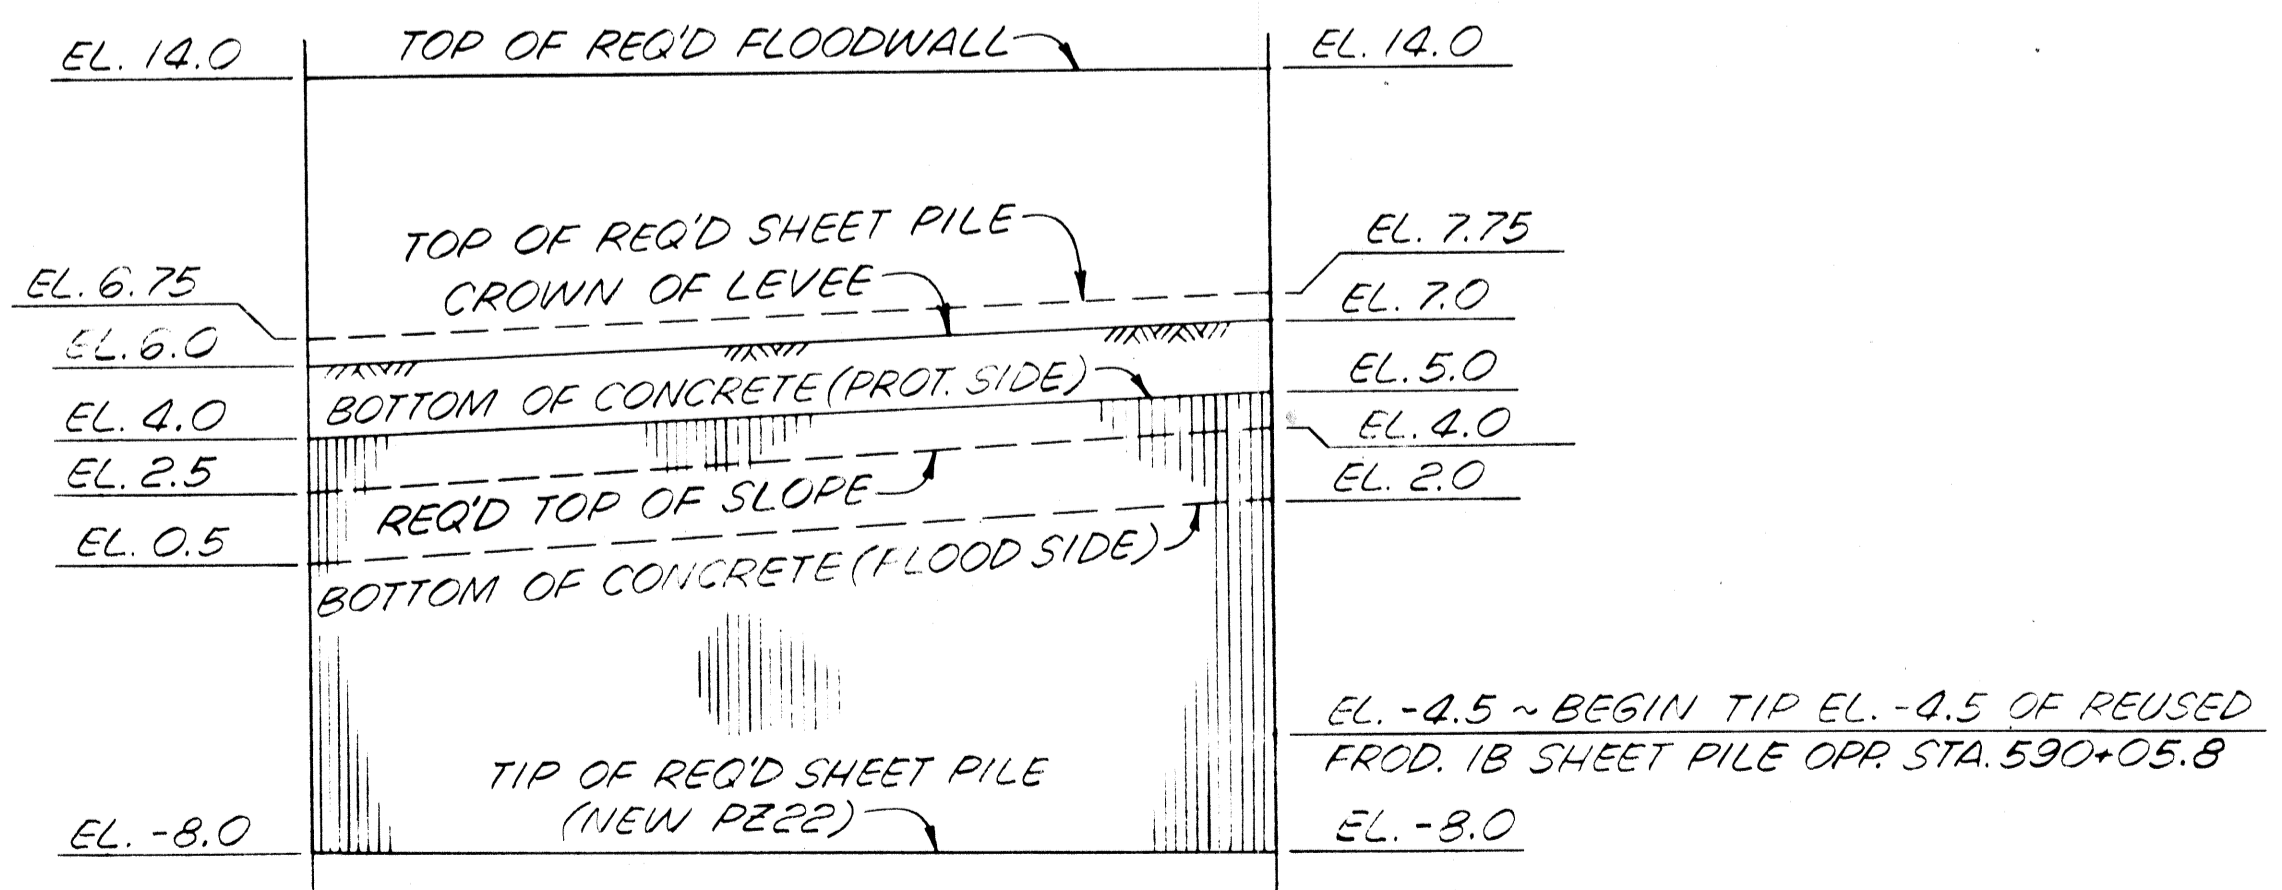 EL. 14.0
TOP OF REQ'D FLOODWALL
EL. 14.0
TOP OF REQ'D SHEET PILE
EL. 7.75
EL. 6.75
CROWN OF LEVEE
EL. 7.0
EL. 6.0
BOTTOM OF CONCRETE (PROT. SIDE)
EL. 5.0
EL. 4.0
EL. 4.0
EL. 2.5
REQ'D TOP OF SLOPE
EL. 2.0
EL. 0.5
BOTTOM OF CONCRETE (FLOOD SIDE)
EL. -4.5 ~ BEGIN TIP EL. -4.5 OF REUSED
FROD. 1B SHEET PILE OPP. STA. 590+05.8
TIP OF REQ'D SHEET PILE
(NEW PZ22)
EL. -8.0
EL. -8.0